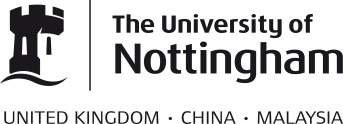 The University of
Nottingham
UNITED KINGDOM · CHINA · MALAYSIA